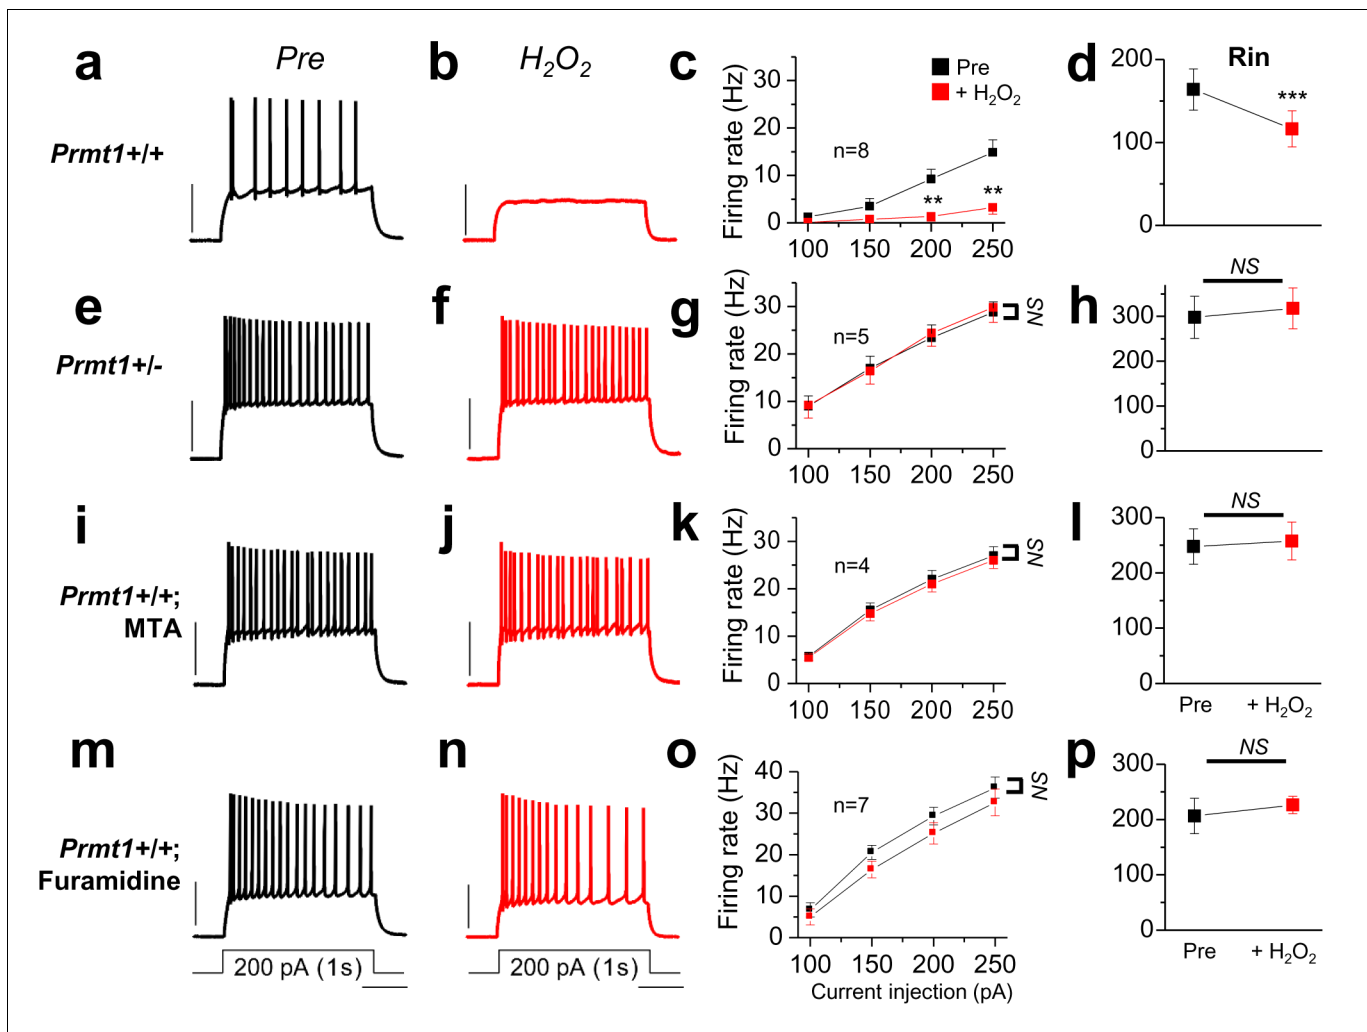 a
Pre
b
H₂O₂
c
Pre
+ H₂O₂
d
Rin
Prmt1+/+
Firing rate (Hz)
30
20
10
0
n=8
**
**
100 150 200 250
200
100
0
***
e
f
g
h
Prmt1+/-
Firing rate (Hz)
30
20
10
0
n=5
NS
100 150 200 250
NS
300
200
100
0
i
j
k
l
Prmt1+/+;
MTA
Firing rate (Hz)
30
20
10
0
n=4
NS
100 150 200 250
NS
300
200
100
0
Pre + H₂O₂
m
n
o
p
Prmt1+/+;
Furamidine
200 pA (1s)
200 pA (1s)
Firing rate (Hz)
40
30
20
10
0
n=7
NS
100 150 200 250
Current injection (pA)
NS
300
200
100
0
Pre + H₂O₂